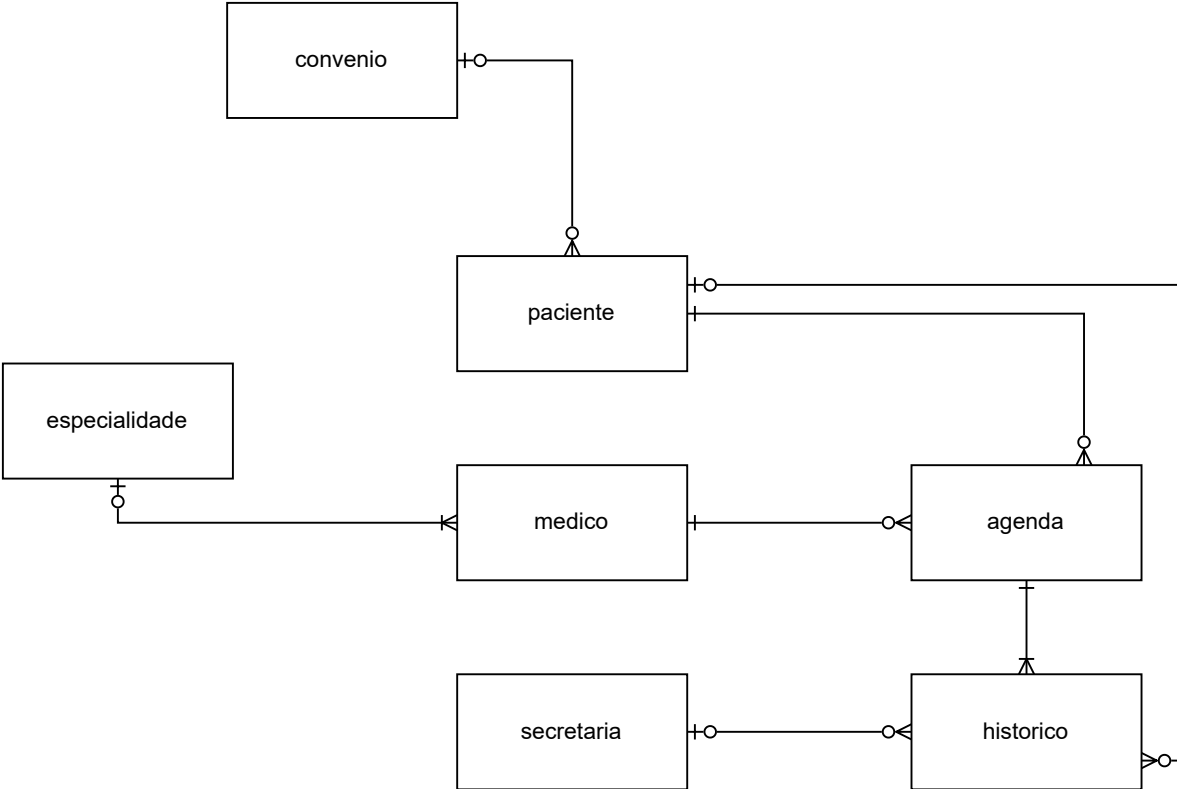 convenio
paciente
especialidade
medico
agenda
secretaria
historico